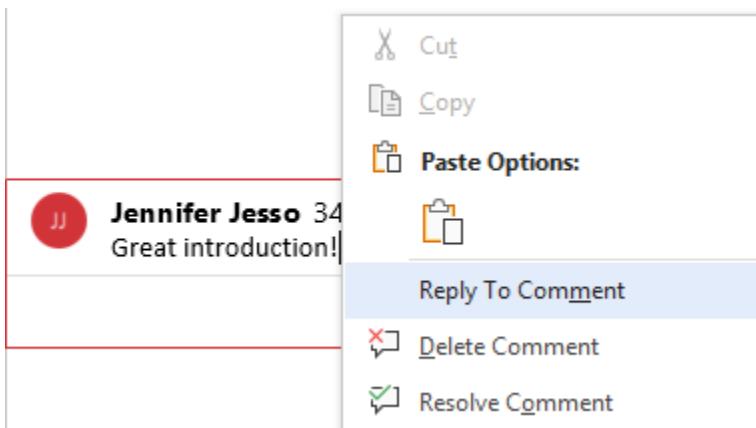 Cut
Copy
Paste Options:
JJ
Jennifer Jesso 34
Great introduction!
Reply To Comment
Delete Comment
Resolve Comment